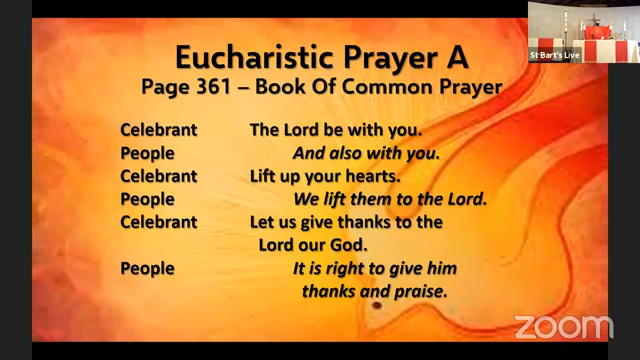 Eucharistic Prayer A
Page 361 – Book Of Common Prayer
Celebrant The Lord be with you.
People And also with you.
Celebrant Lift up your hearts.
People We lift them to the Lord.
Celebrant Let us give thanks to the
Lord our God.
People It is right to give him
thanks and praise.
St Bart's Live
zoom